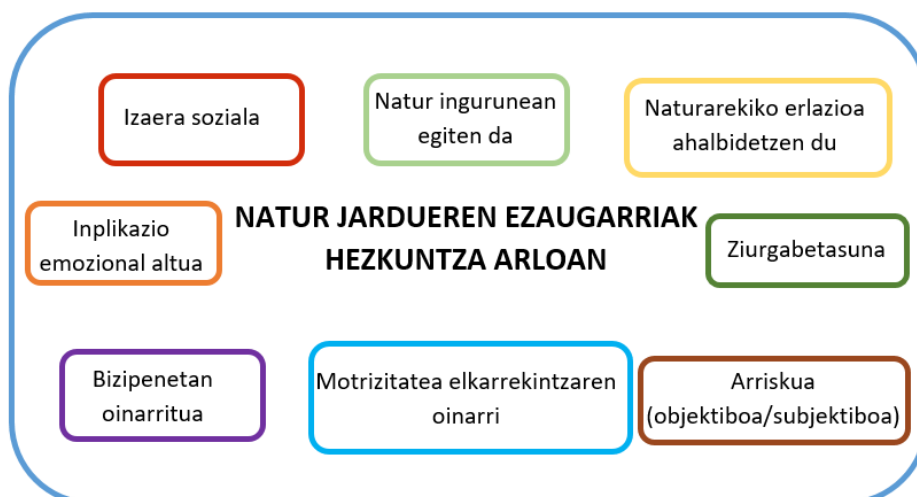 Izaera soziala
Natur ingurunean
egiten da
Naturarekiko erlazioa
ahalbidetzen du
Inplikazio
emozional altua
NATUR JARDUEREN EZAUGARRIAK
HEZKUNTZA ARLOAN
Ziurgabetasuna
Bizipenetan
oinarritua
Motrizitatea elkarrekintzaren
oinarri
Arriskua
(objektiboa/subjektiboa)